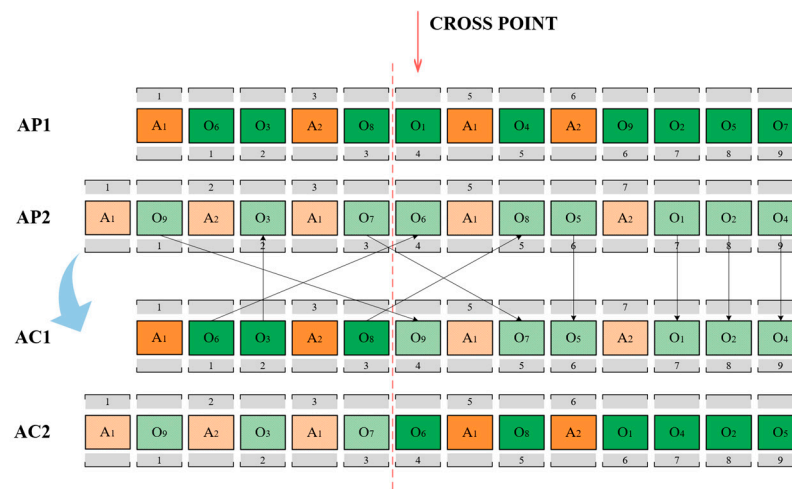 CROSS POINT
1 3 5 6
AP1 A1 O6 O3 A2 O8 O1 A1 O4 A2 O9 O2 O5 O7
1 2 3 4 5 6 7 8 9
1 2 3 5 7
AP2 A1 O9 A2 O3 A1 O7 O6 A1 O8 O5 A2 O1 O2 O4
1 2 3 4 5 6 7 8 9
1 3 5 7
AC1 A1 O6 O3 A2 O8 O9 A1 O7 O5 A2 O1 O2 O4
1 2 3 4 5 6 7 8 9
1 2 3 5 6
AC2 A1 O9 A2 O3 A1 O7 O6 A1 O8 A2 O1 O4 O2 O5
1 2 3 4 5 6 7 8 9